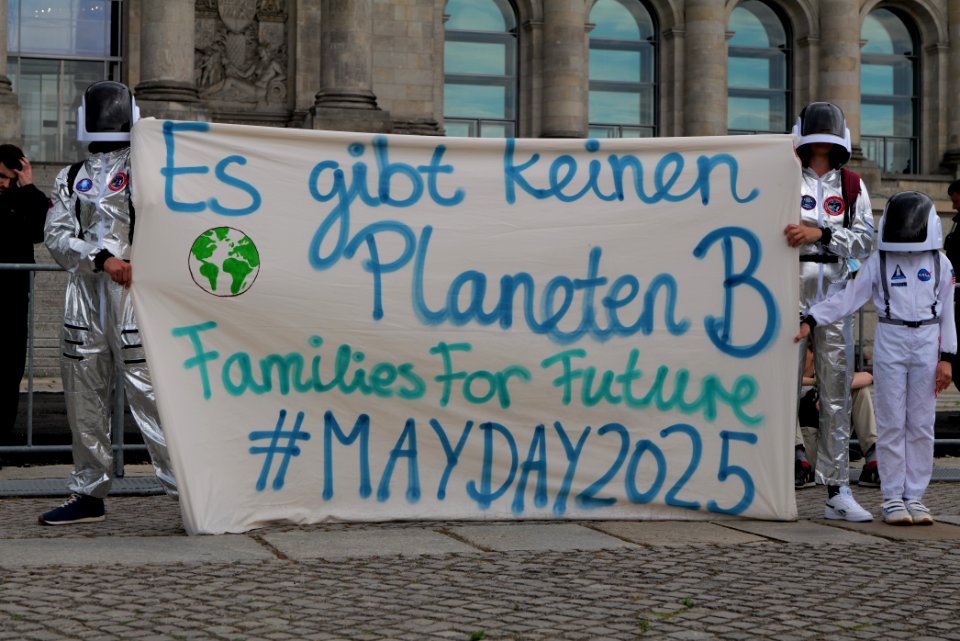 Es gibt keinen
Planeten B
Families For Future
#MAYDAY2025